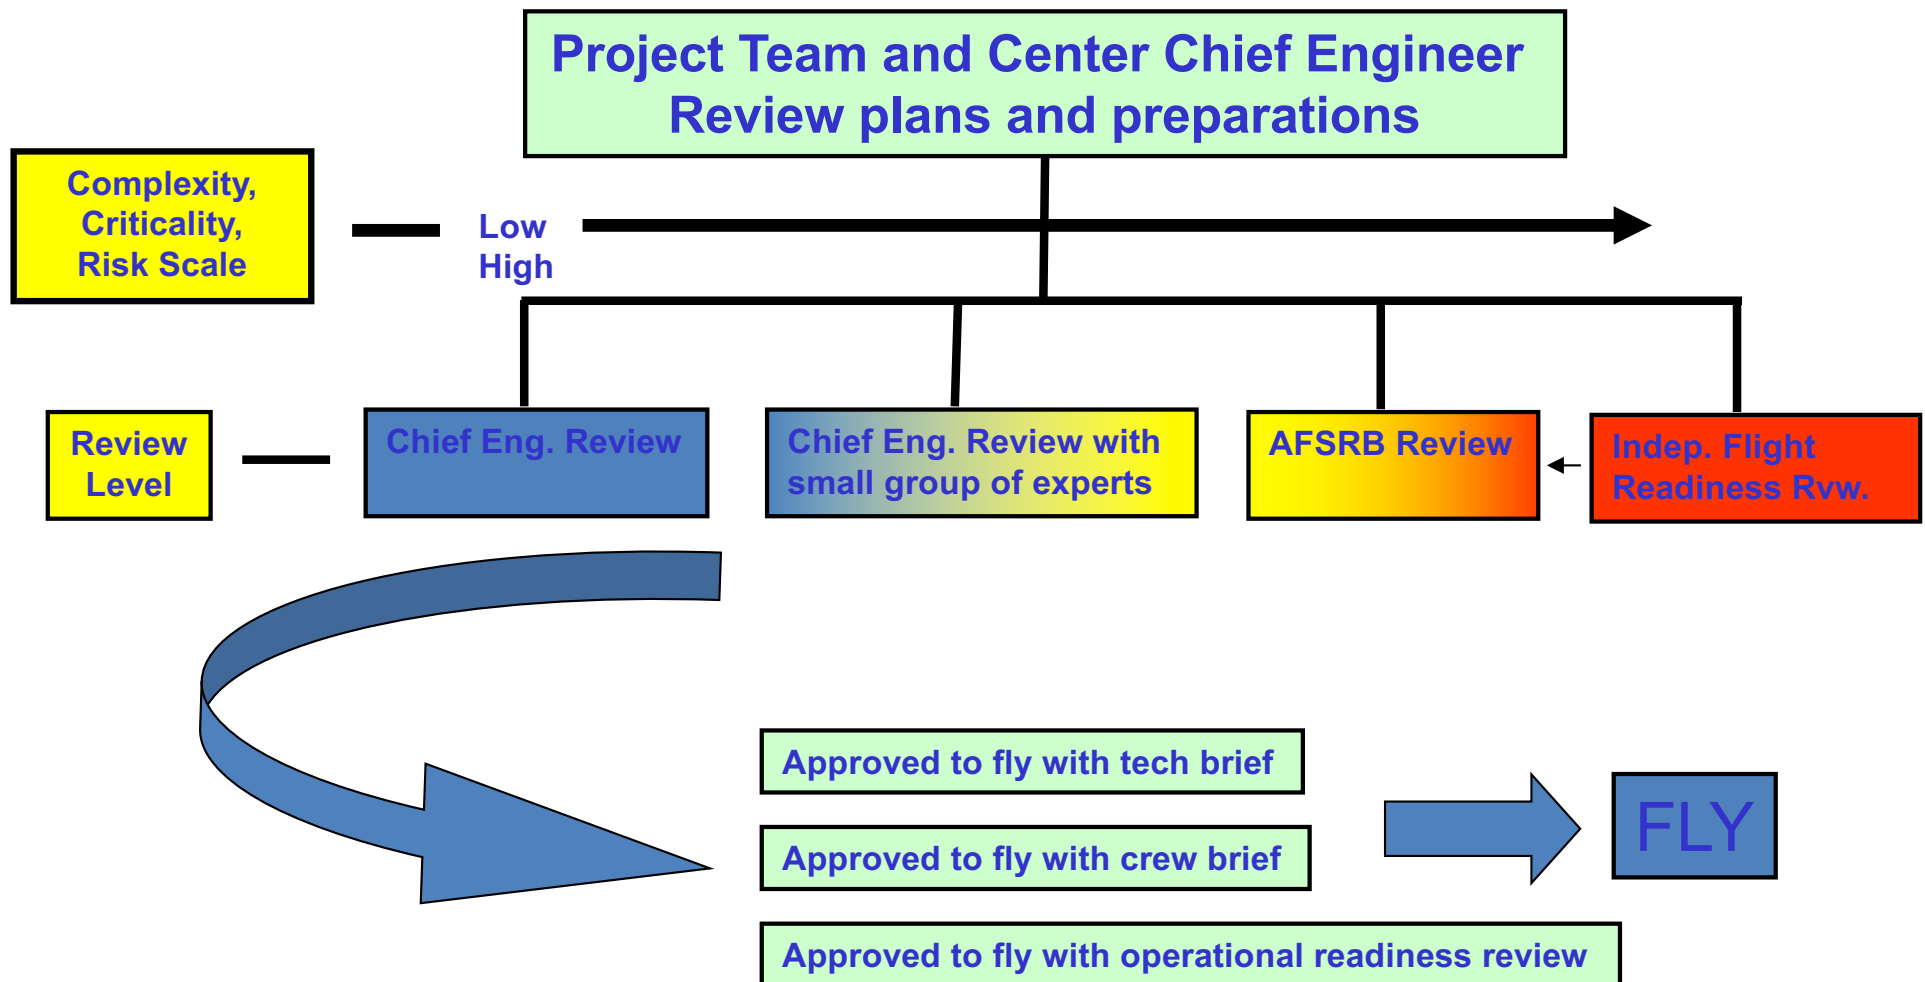 Project Team and Center Chief Engineer
Review plans and preparations
Complexity,
Criticality,
Risk Scale
Low
High
Review
Level
Chief Eng. Review
Chief Eng. Review with
small group of experts
AFSRB Review
Indep. Flight
Readiness Rvw.
Approved to fly with tech brief
Approved to fly with crew brief
Approved to fly with operational readiness review
FLY